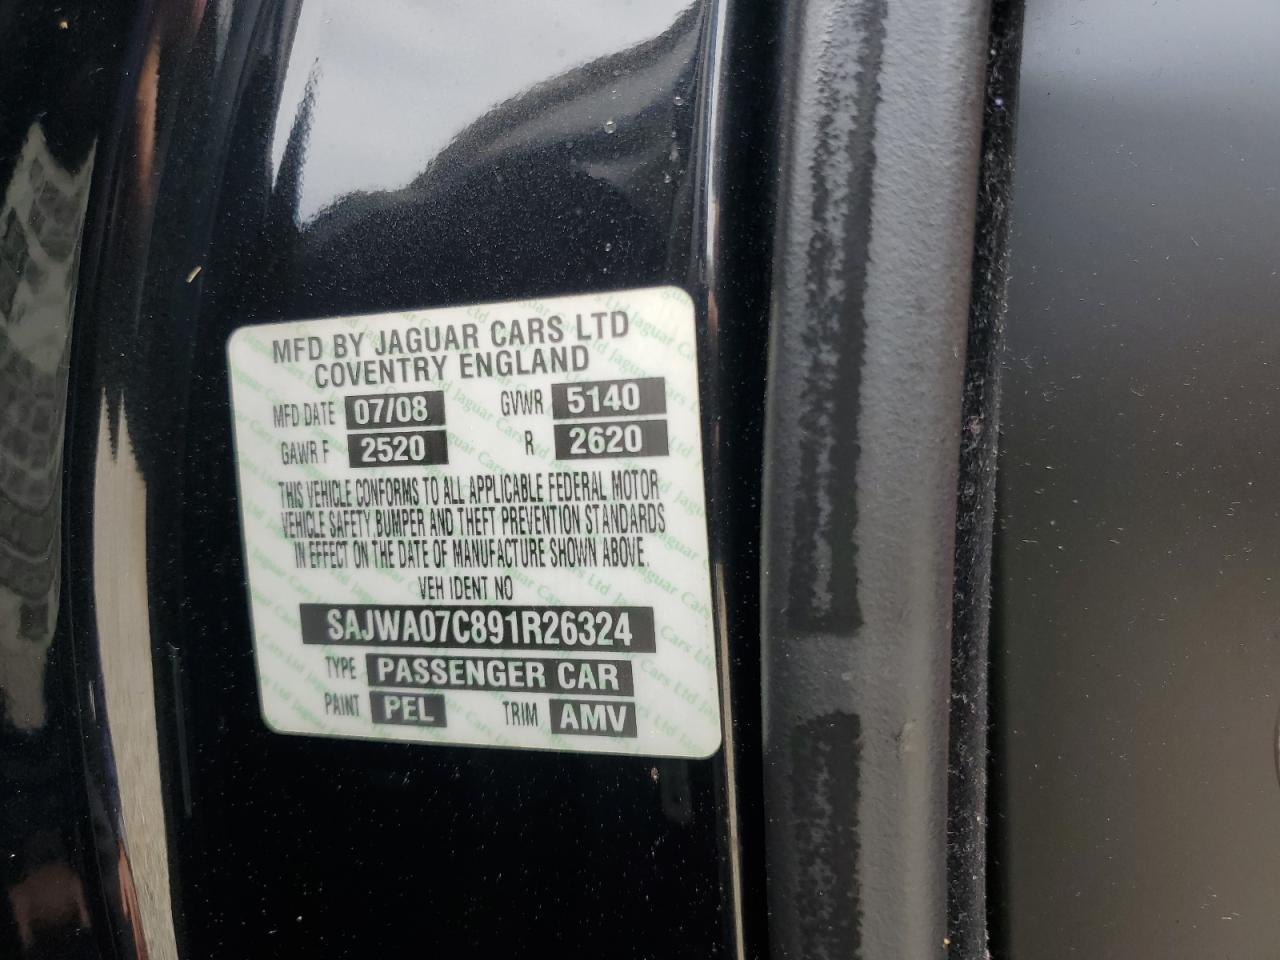 MFD BY JAGUAR CARS LTD
COVENTRY ENGLAND
MFD DATE 07/08 GVWR 5140
GAWR F 2520 R 2620
THIS VEHICLE CONFORMS TO ALL APPLICABLE FEDERAL MOTOR
VEHICLE SAFETY, BUMPER AND THEFT PREVENTION STANDARDS
IN EFFECT ON THE DATE OF MANUFACTURE SHOWN ABOVE.
VEH IDENT NO
SAJWA07C891R26324
TYPE PASSENGER CAR
PAINT PEL TRIM AMV